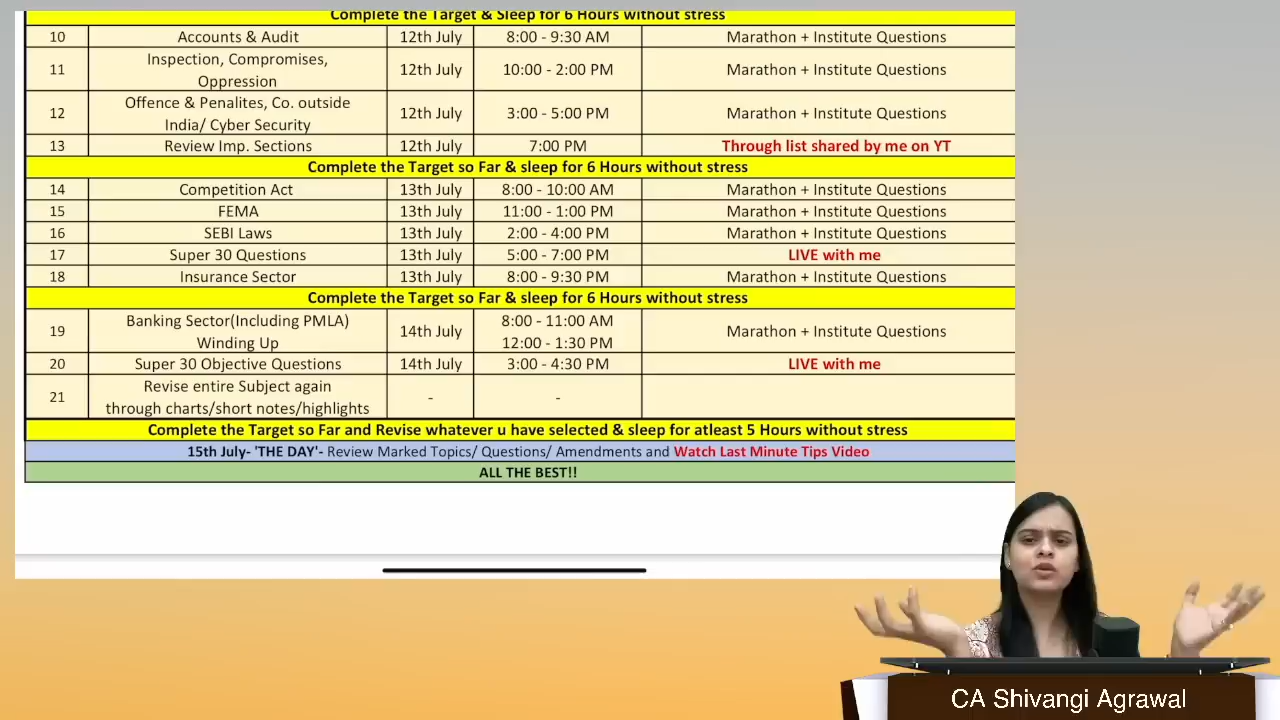 Complete the Target & Sleep for 6 Hours without stress
10 Accounts & Audit 12th July 8:00 - 9:30 AM Marathon + Institute Questions
11 Inspection, Compromises, Oppression 12th July 10:00 - 2:00 PM Marathon + Institute Questions
12 Offence & Penalites, Co. outside India/ Cyber Security 12th July 3:00 - 5:00 PM Marathon + Institute Questions
13 Review Imp. Sections 12th July 7:00 PM Through list shared by me on YT
Complete the Target so Far & sleep for 6 Hours without stress
14 Competition Act 13th July 8:00 - 10:00 AM Marathon + Institute Questions
15 FEMA 13th July 11:00 - 1:00 PM Marathon + Institute Questions
16 SEBI Laws 13th July 2:00 - 4:00 PM Marathon + Institute Questions
17 Super 30 Questions 13th July 5:00 - 7:00 PM LIVE with me
18 Insurance Sector 13th July 8:00 - 9:30 PM Marathon + Institute Questions
Complete the Target so Far & sleep for 6 Hours without stress
19 Banking Sector(Including PMLA) Winding Up 14th July 8:00 - 11:00 AM 12:00 - 1:30 PM Marathon + Institute Questions
20 Super 30 Objective Questions 14th July 3:00 - 4:30 PM LIVE with me
21 Revise entire Subject again through charts/short notes/highlights - -
Complete the Target so Far and Revise whatever u have selected & sleep for atleast 5 Hours without stress
15th July- 'THE DAY'- Review Marked Topics/ Questions/ Amendments and Watch Last Minute Tips Video
ALL THE BEST!!
CA Shivangi Agrawal